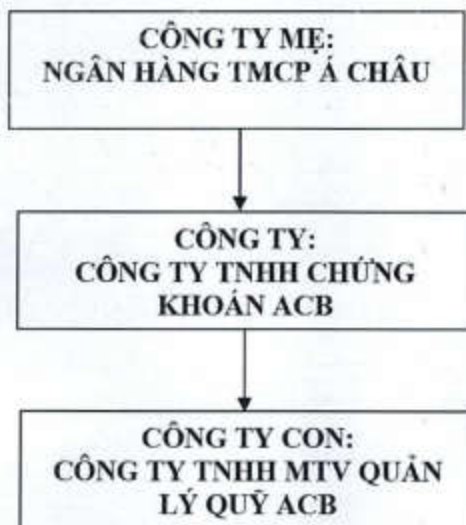 CÔNG TY MẸ:
NGÂN HÀNG TMCP Á CHÂU
CÔNG TY:
CÔNG TY TNHH CHỨNG
KHOÁN ACB
CÔNG TY CON:
CÔNG TY TNHH MTV QUẢN
LÝ QUỸ ACB